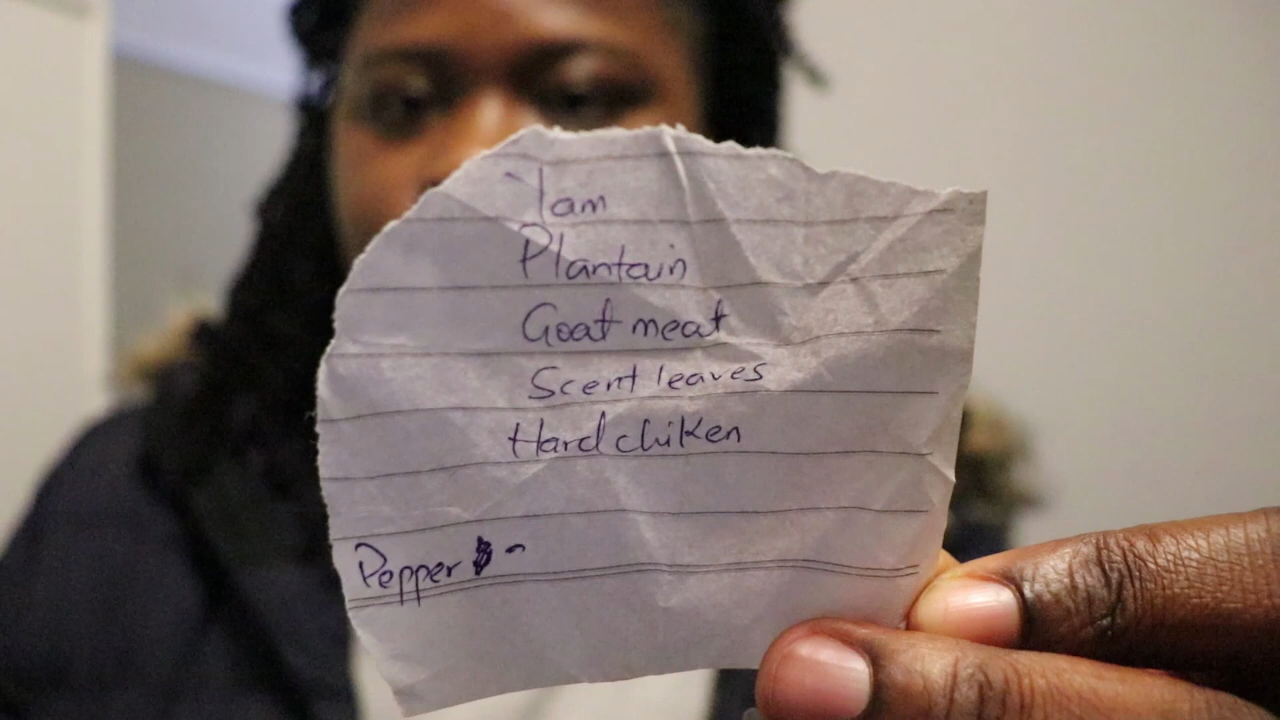 Yam
Plantain
Goat meat
Scent leaves
Hard chiken
Pepper -